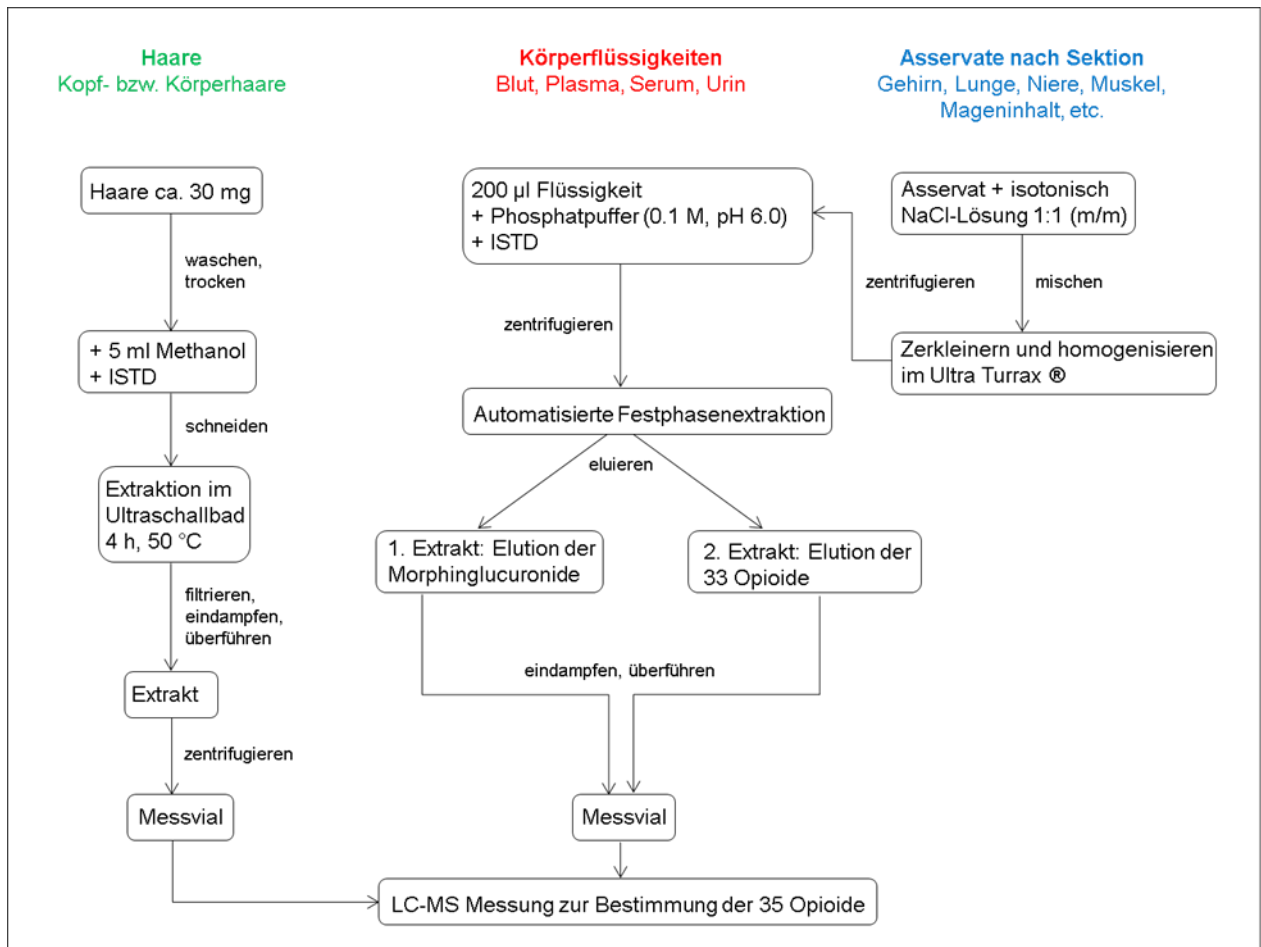 Haare
Kopf- bzw. Körperhaare
Haare ca. 30 mg
waschen,
trocken
+ 5 ml Methanol
+ ISTD
schneiden
Extraktion im
Ultraschallbad
4 h, 50 °C
filtrieren,
eindampfen,
überführen
Extrakt
zentrifugieren
Messvial
Körperflüssigkeiten
Blut, Plasma, Serum, Urin
200 µl Flüssigkeit
+ Phosphatpuffer (0.1 M, pH 6.0)
+ ISTD
zentrifugieren
Automatisierte Festphasenextraktion
eluieren
1. Extrakt: Elution der
Morphinglucuronide
2. Extrakt: Elution der
33 Opioide
eindampfen, überführen
Messvial
Asservate nach Sektion
Gehirn, Lunge, Niere, Muskel,
Mageninhalt, etc.
Asservat + isotonisch
NaCl-Lösung 1:1 (m/m)
mischen
Zerkleinern und homogenisieren
im Ultra Turrax ®
zentrifugieren
LC-MS Messung zur Bestimmung der 35 Opioide